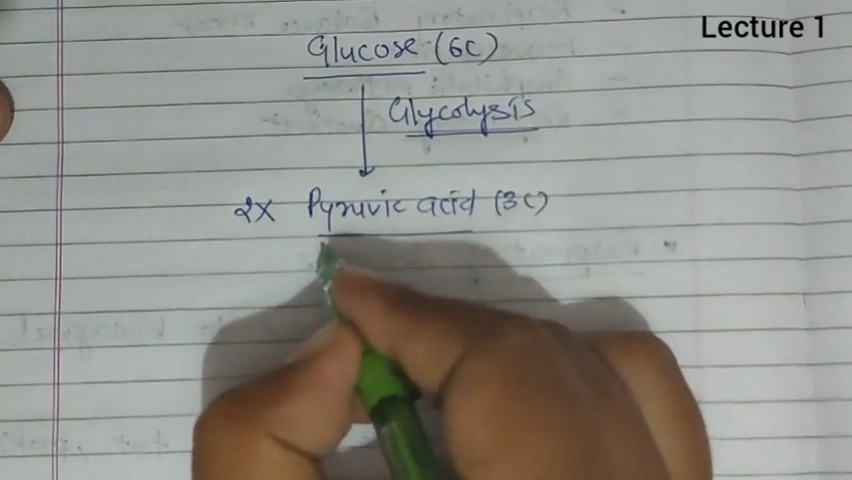 Lecture 1
Glucose (6C)
Glycolysis
2X Pyruvic acid (3C)